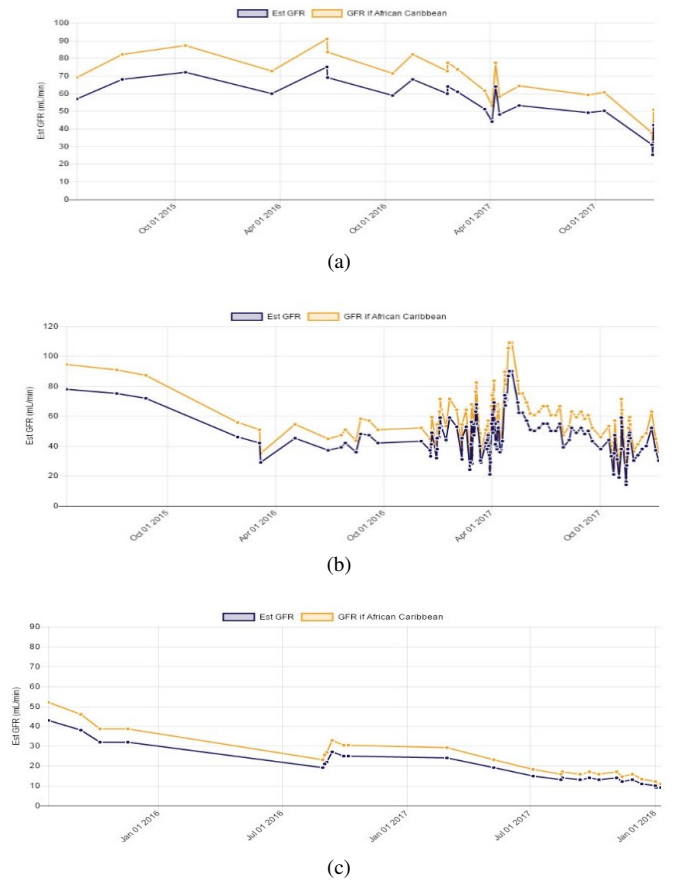 Est GFR GFR if African Caribbean
Est GFR (mL/min)
100
90
80
70
60
50
40
30
20
10
0
Oct 01 2015
Apr 01 2016
Oct 01 2016
Apr 01 2017
Oct 01 2017
(a)
Est GFR GFR if African Caribbean
Est GFR (mL/min)
120
100
80
60
40
20
0
Oct 01 2015
Apr 01 2016
Oct 01 2016
Apr 01 2017
Oct 01 2017
(b)
Est GFR GFR if African Caribbean
Est GFR (mL/min)
90
80
70
60
50
40
30
20
10
0
Jan 01 2016
Jul 01 2016
Jan 01 2017
Jul 01 2017
Jan 01 2018
(c)